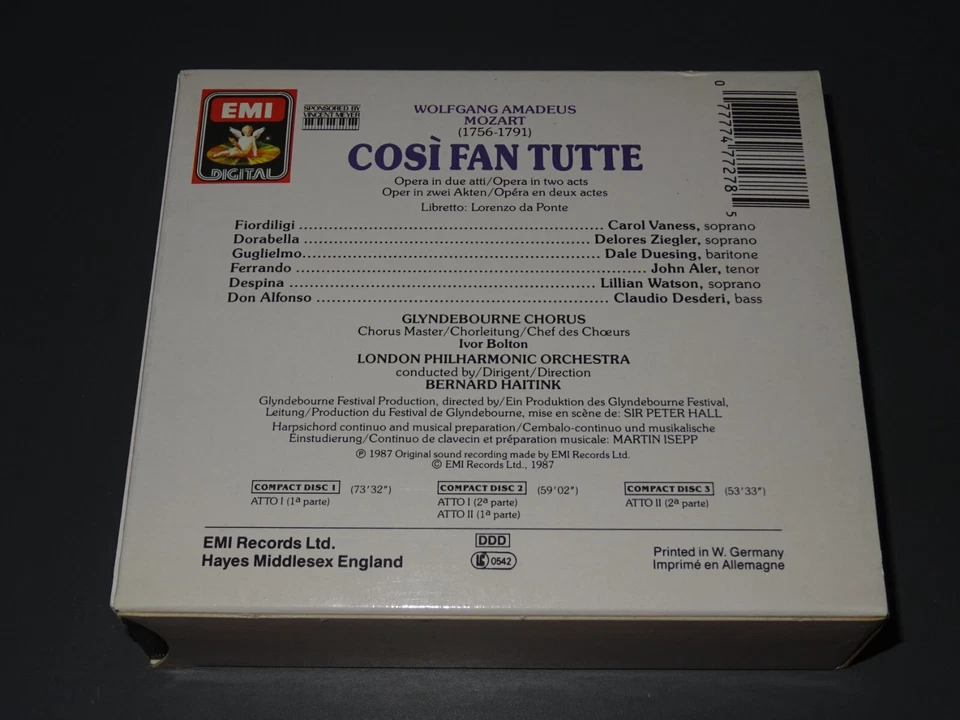 EMI
DIGITAL
SPONSORED BY
VINCENT MEYER
WOLFGANG AMADEUS
MOZART
(1756-1791)
COSÌ FAN TUTTE
Opera in due atti/Opera in two acts
Oper in zwei Akten/Opéra en deux actes
Libretto: Lorenzo da Ponte
0 77774 77278 5
Fiordiligi ........ Carol Vaness, soprano
Dorabella ........ Delores Ziegler, soprano
Guglielmo........ Dale Duesing, baritone
Ferrando ........ John Aler, tenor
Despina ........ Lillian Watson, soprano
Don Alfonso ........ Claudio Desderi, bass
GLYNDEBOURNE CHORUS
Chorus Master/Chorleitung/Chef des Chœurs
Ivor Bolton
LONDON PHILHARMONIC ORCHESTRA
conducted by/Dirigent/Direction
BERNARD HAITINK
Glyndebourne Festival Production, directed by/Ein Produktion des Glyndebourne Festival,
Leitung/Production du Festival de Glyndebourne, mise en scène de: SIR PETER HALL
Harpsichord continuo and musical preparation/Cembalo-continuo und musikalische
Einstudierung/Continuo de clavecin et préparation musicale: MARTIN ISEPP
℗ 1987 Original sound recording made by EMI Records Ltd.
© EMI Records Ltd., 1987
COMPACT DISC 1 (73'32")
ATTO I (1ª parte)
COMPACT DISC 2 (59'02")
ATTO I (2ª parte)
ATTO II (1ª parte)
COMPACT DISC 3 (53'33")
ATTO II (2ª parte)
EMI Records Ltd.
Hayes Middlesex England
DDD
LC 0542
Printed in W. Germany
Imprimé en Allemagne